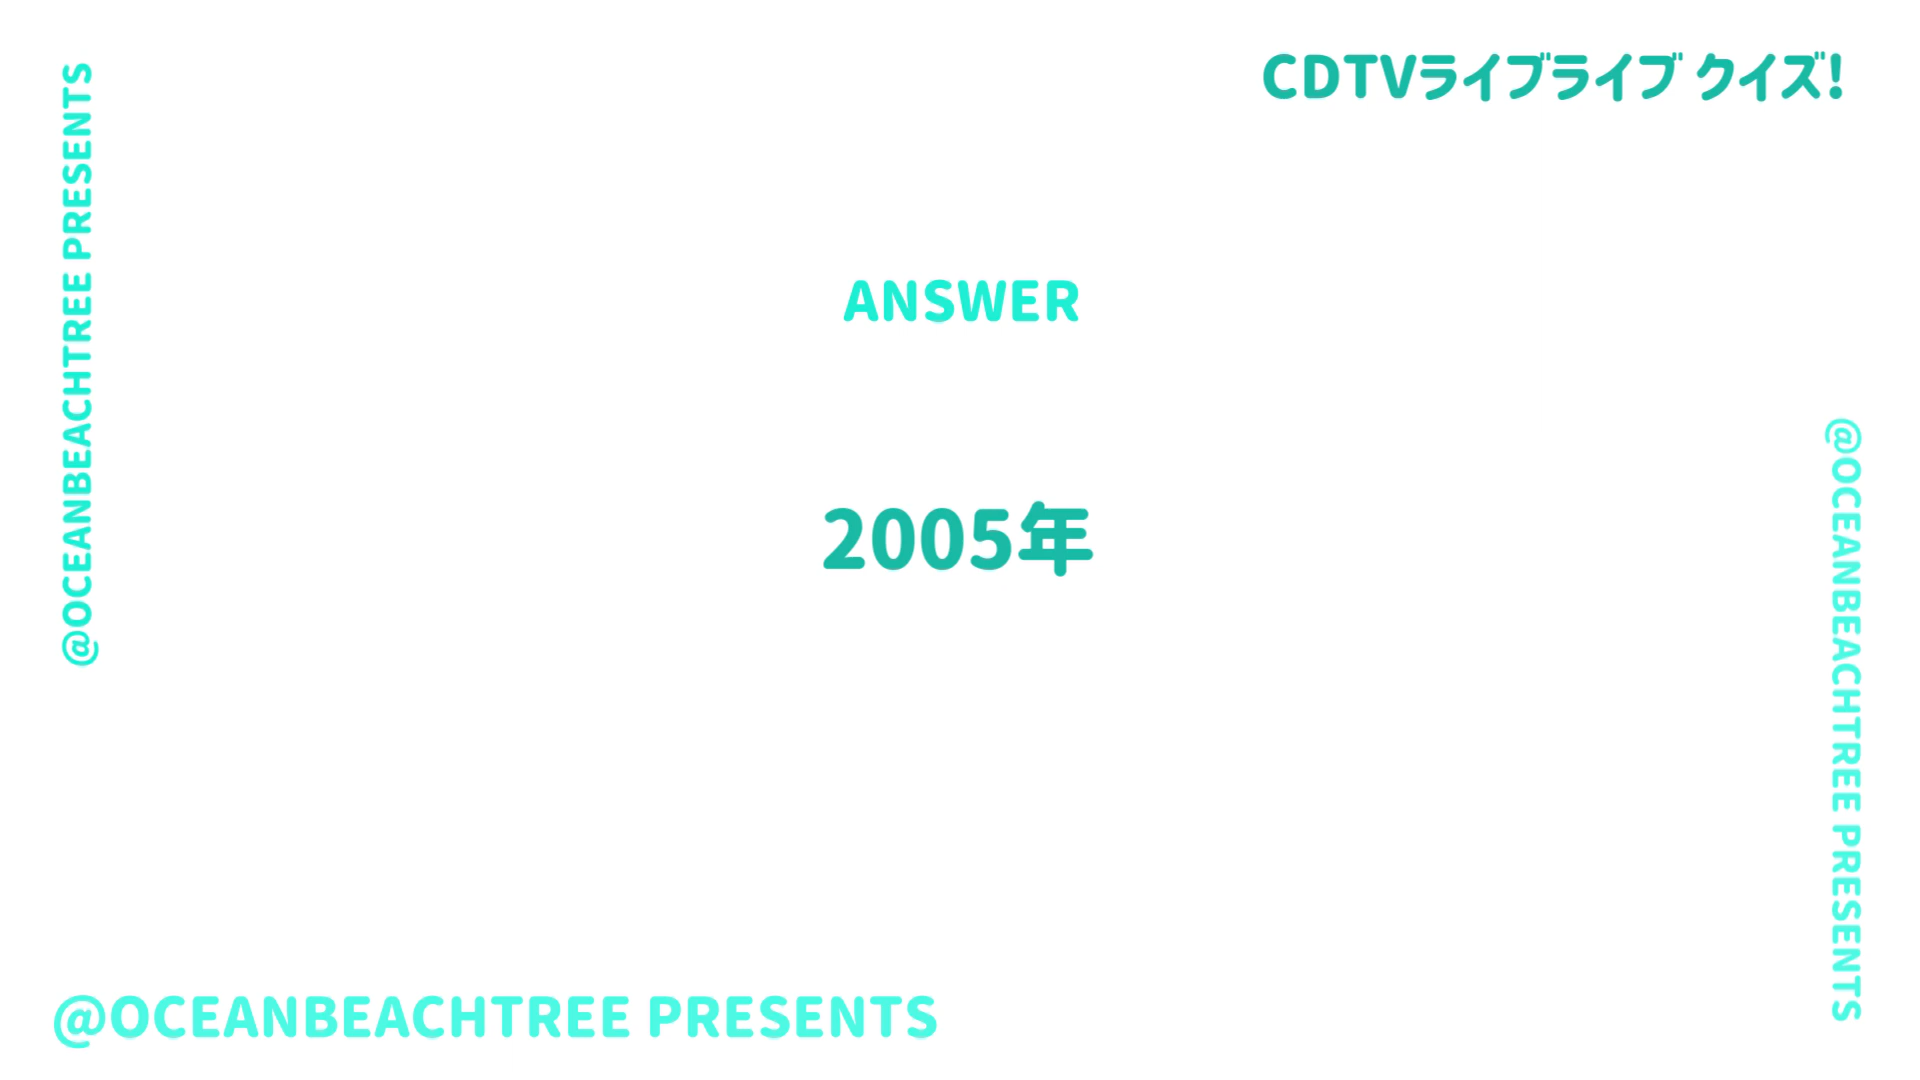 CDTVライブライブ クイズ!
@OCEANBEACHTREE PRESENTS
ANSWER
2005年
@OCEANBEACHTREE PRESENTS
@OCEANBEACHTREE PRESENTS